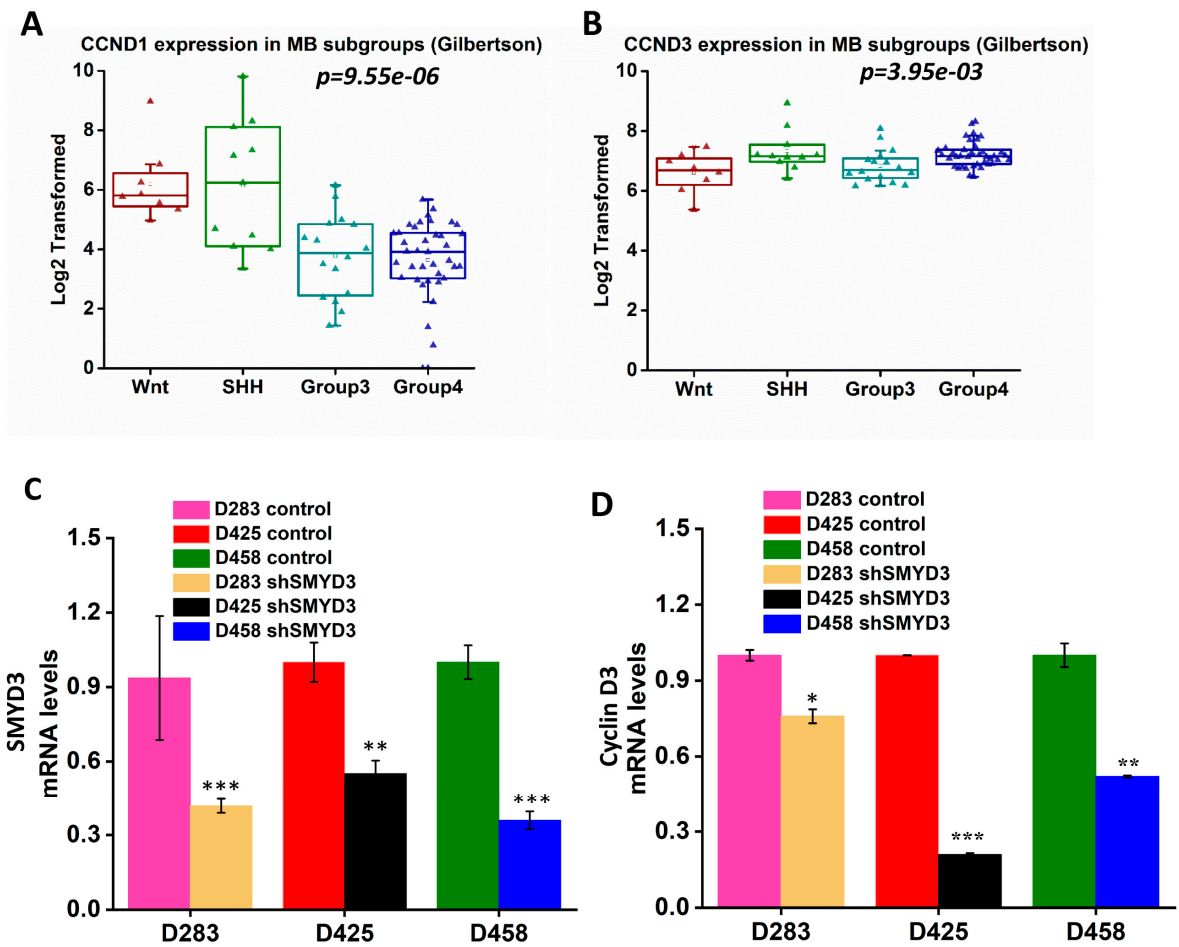 A
CCND1 expression in MB subgroups (Gilbertson)
p=9.55e-06
Log2 Transformed
10
8
6
4
2
0
Wnt
SHH
Group3
Group4
B
CCND3 expression in MB subgroups (Gilbertson)
p=3.95e-03
Log2 Transformed
10
8
6
4
2
0
Wnt
SHH
Group3
Group4
C
D283 control
D425 control
D458 control
D283 shSMYD3
D425 shSMYD3
D458 shSMYD3
SMYD3
mRNA levels
1.5
1.2
0.9
0.6
0.3
0.0
***
**
***
D283
D425
D458
D
D283 control
D425 control
D458 control
D283 shSMYD3
D425 shSMYD3
D458 shSMYD3
Cyclin D3
mRNA levels
1.5
1.2
0.9
0.6
0.3
0.0
*
***
**
D283
D425
D458